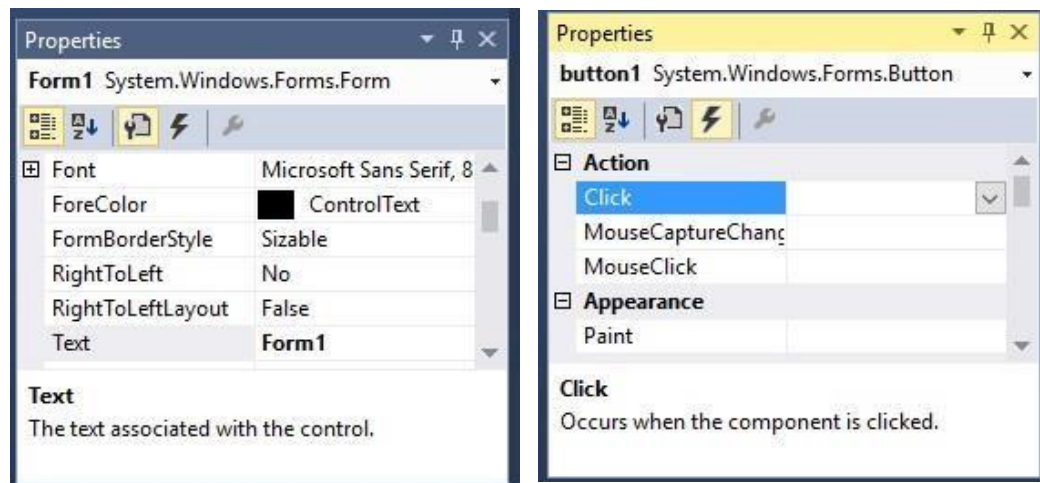 Properties
Form1 System.Windows.Forms.Form
Font Microsoft Sans Serif, 8
ForeColor ControlText
FormBorderStyle Sizable
RightToLeft No
RightToLeftLayout False
Text Form1
Text
The text associated with the control.
Properties
button1 System.Windows.Forms.Button
Action
Click
MouseCaptureChang
MouseClick
Appearance
Paint
Click
Occurs when the component is clicked.